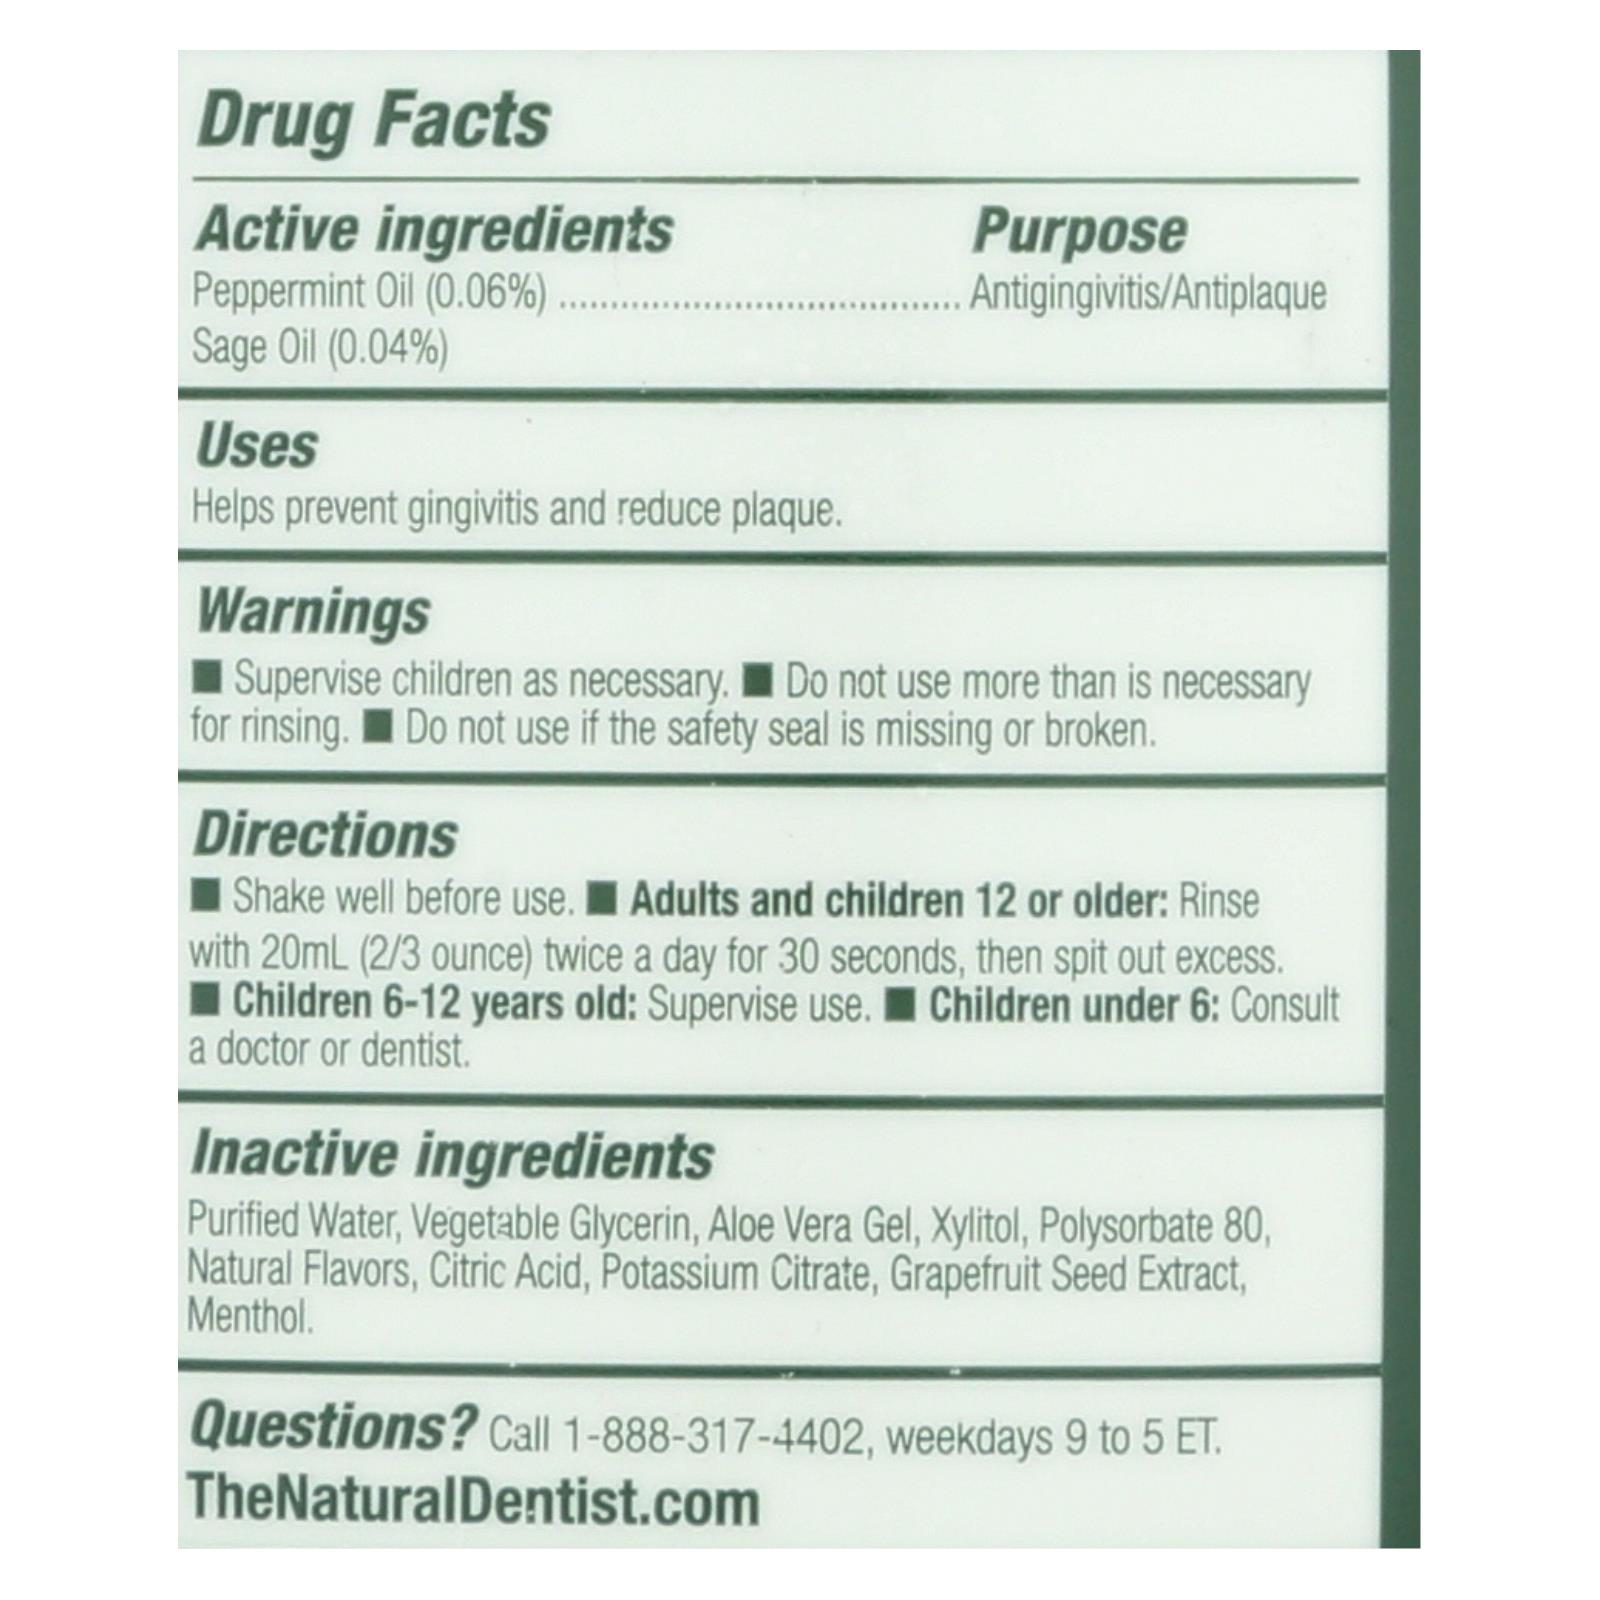 Drug Facts
Active ingredients Purpose
Peppermint Oil (0.06%) ........................................ Antigingivitis/Antiplaque
Sage Oil (0.04%)
Uses
Helps prevent gingivitis and reduce plaque.
Warnings
■ Supervise children as necessary. ■ Do not use more than is necessary
for rinsing. ■ Do not use if the safety seal is missing or broken.
Directions
■ Shake well before use. ■ Adults and children 12 or older: Rinse
with 20mL (2/3 ounce) twice a day for 30 seconds, then spit out excess.
■ Children 6-12 years old: Supervise use. ■ Children under 6: Consult
a doctor or dentist.
Inactive ingredients
Purified Water, Vegetable Glycerin, Aloe Vera Gel, Xylitol, Polysorbate 80,
Natural Flavors, Citric Acid, Potassium Citrate, Grapefruit Seed Extract,
Menthol.
Questions? Call 1-888-317-4402, weekdays 9 to 5 ET.
TheNaturalDentist.com